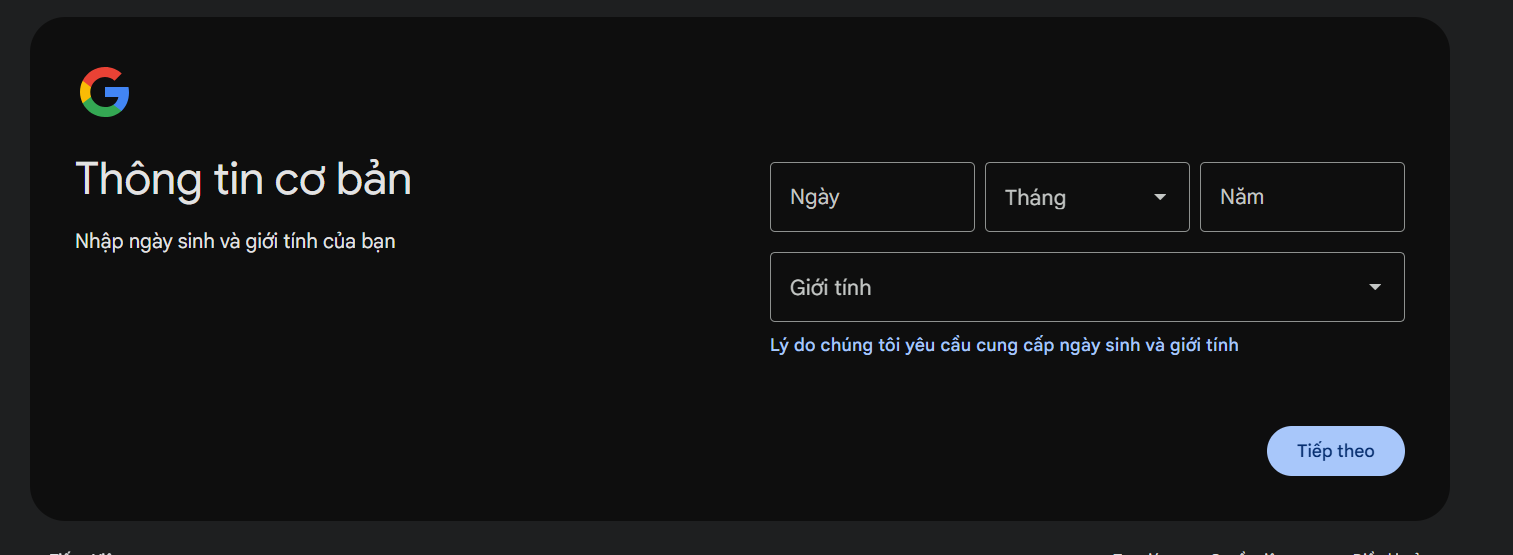 Thông tin cơ bản
Nhập ngày sinh và giới tính của bạn
Ngày
Tháng
Năm
Giới tính
Lý do chúng tôi yêu cầu cung cấp ngày sinh và giới tính
Tiếp theo